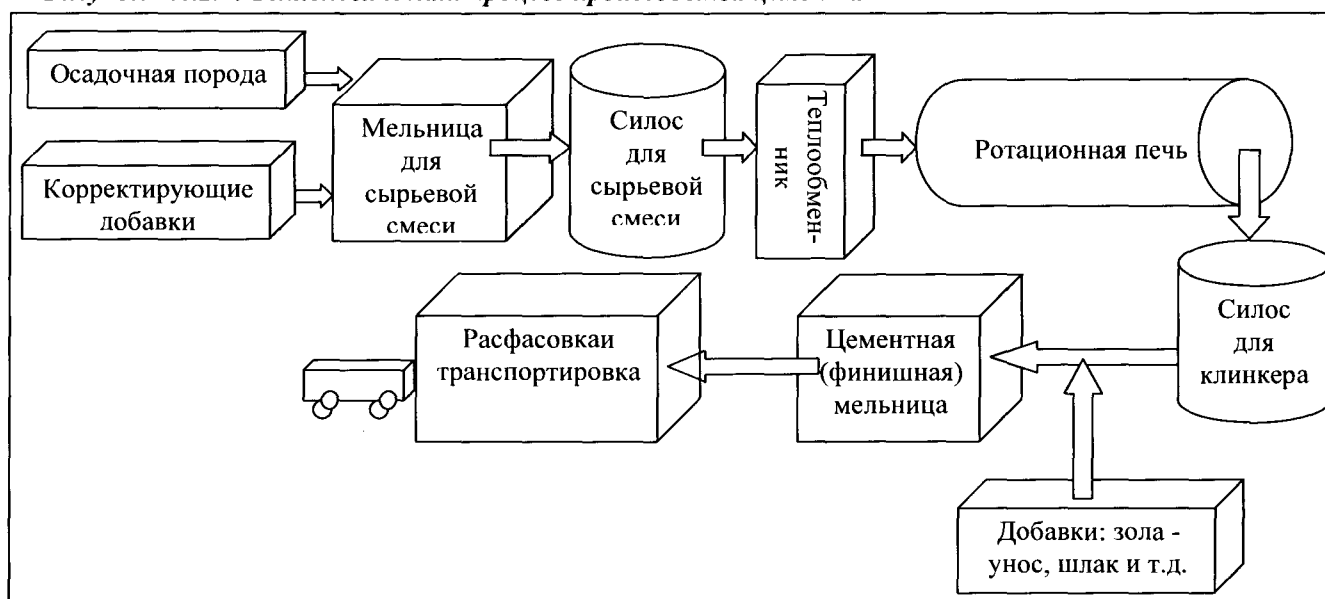 Осадочная порода
Корректирующие
добавки
Мельница
для
сырьевой
смеси
Силос
для
сырьевой
смеси
Теплообмен-
ник
Ротационная печь
Силос
для
клинкера
Цементная
(финишная)
мельница
Расфасовкаи
транспортировка
Добавки: зола -
унос, шлак и т.д.